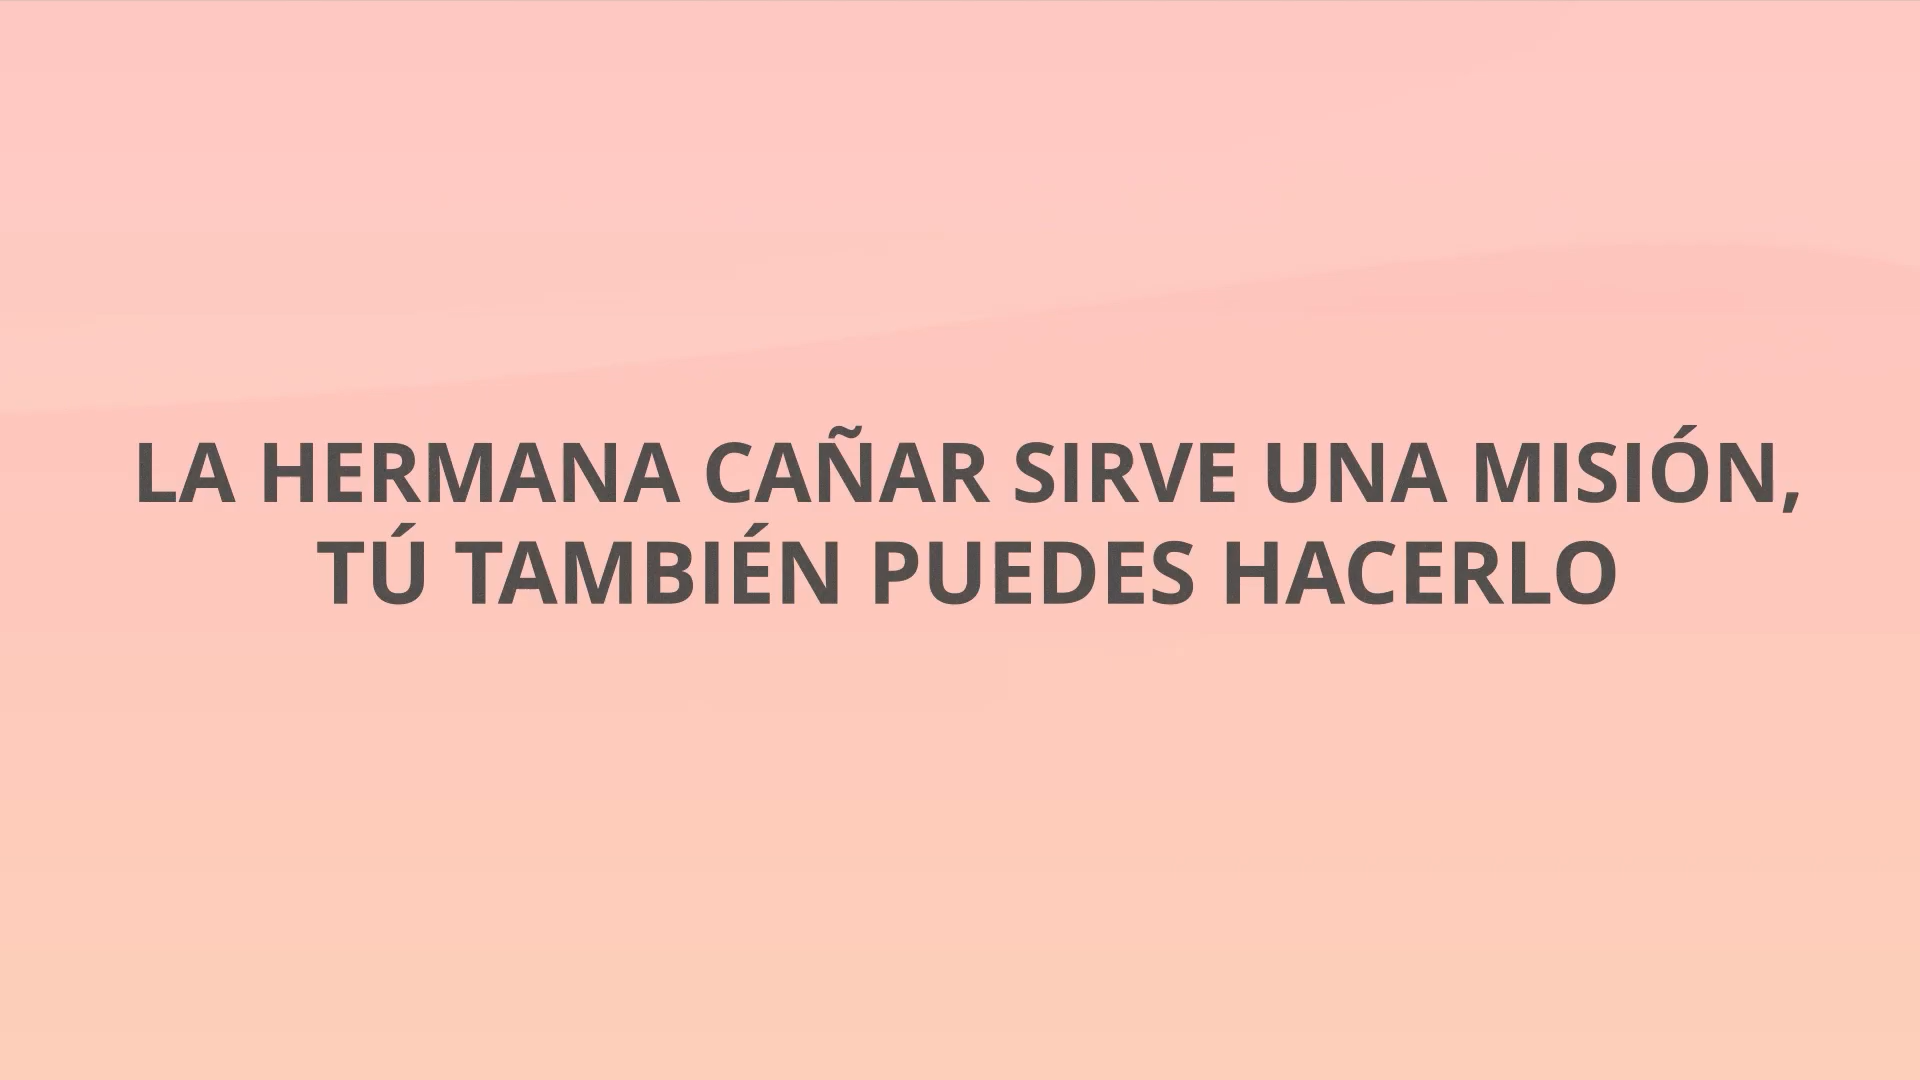 LA HERMANA CAÑAR SIRVE UNA MISIÓN,
TÚ TAMBIÉN PUEDES HACERLO